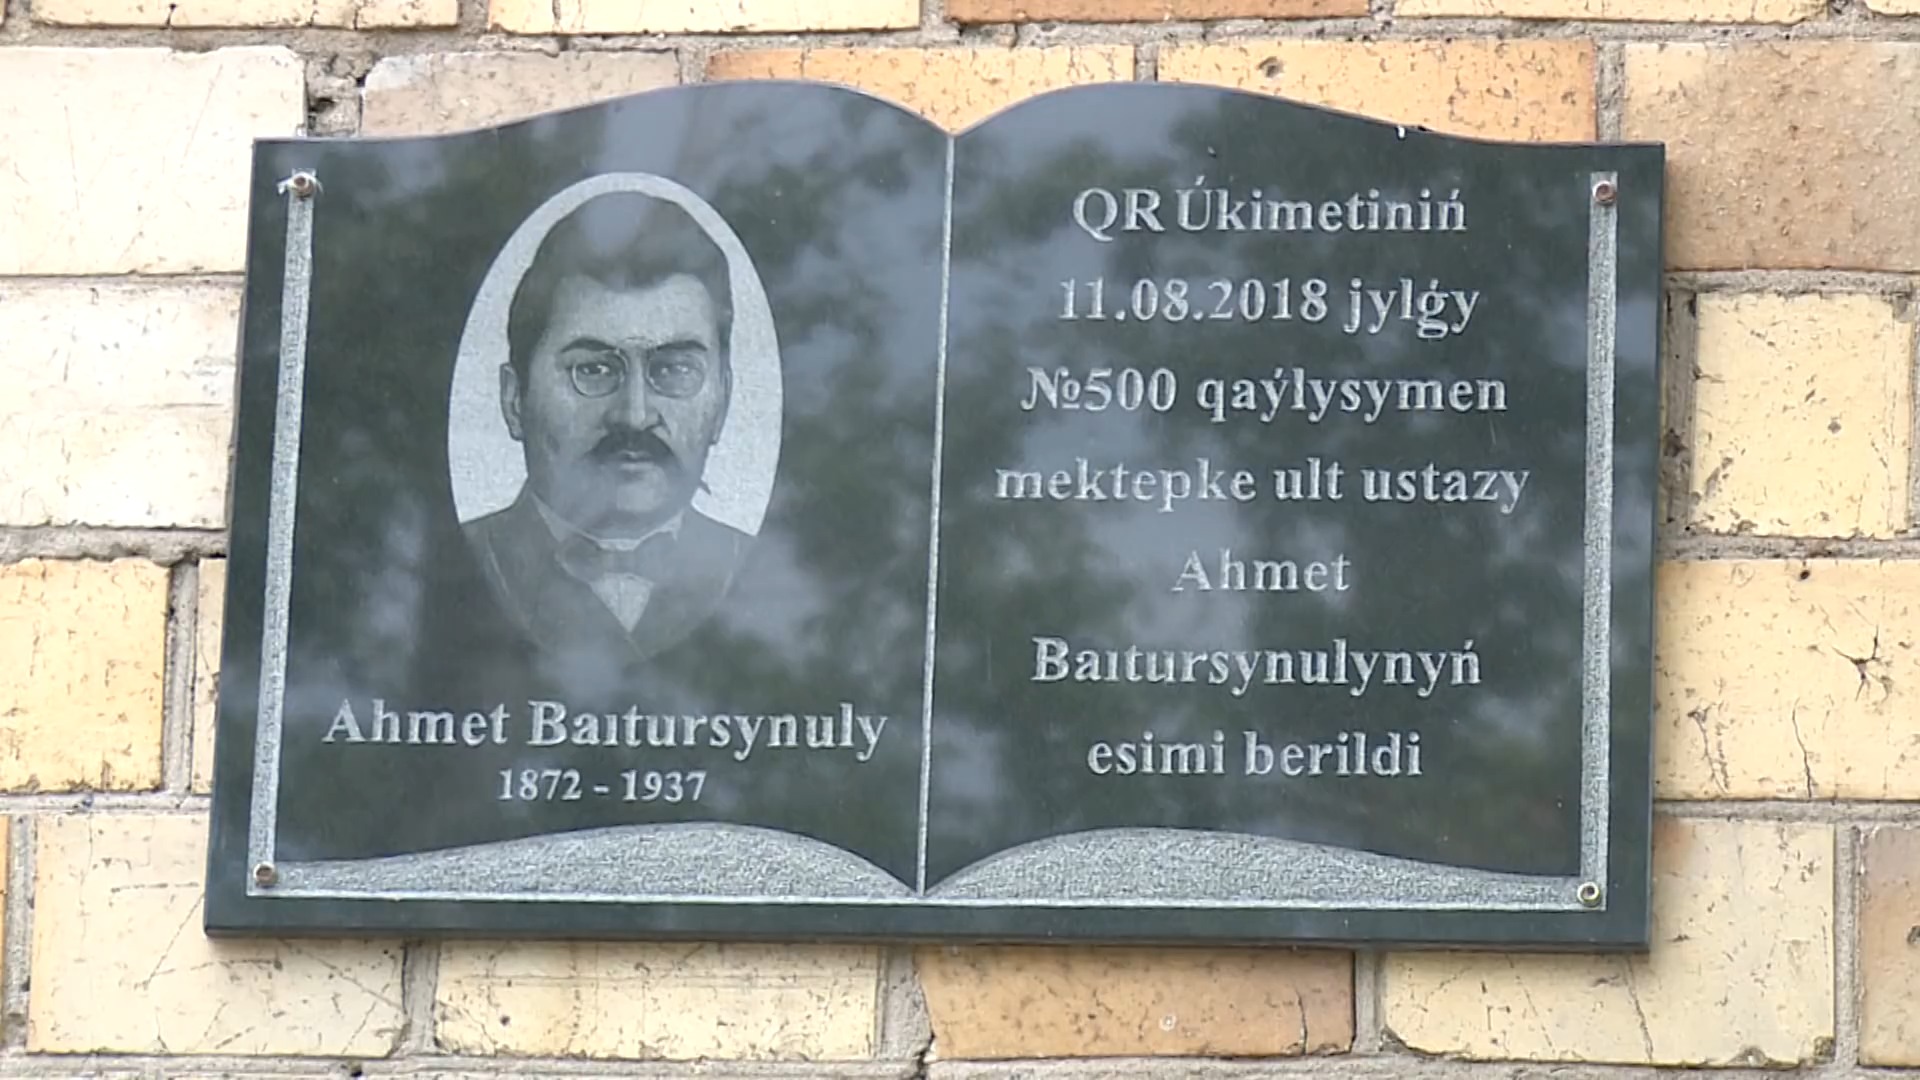 Ahmet Baıtursynuly
1872 - 1937
QR Úkimetiniń
11.08.2018 jylǵy
№500 qaýlysymen
mektepke ult ustazy
Ahmet
Baıtursynulynyń
esimi berildi